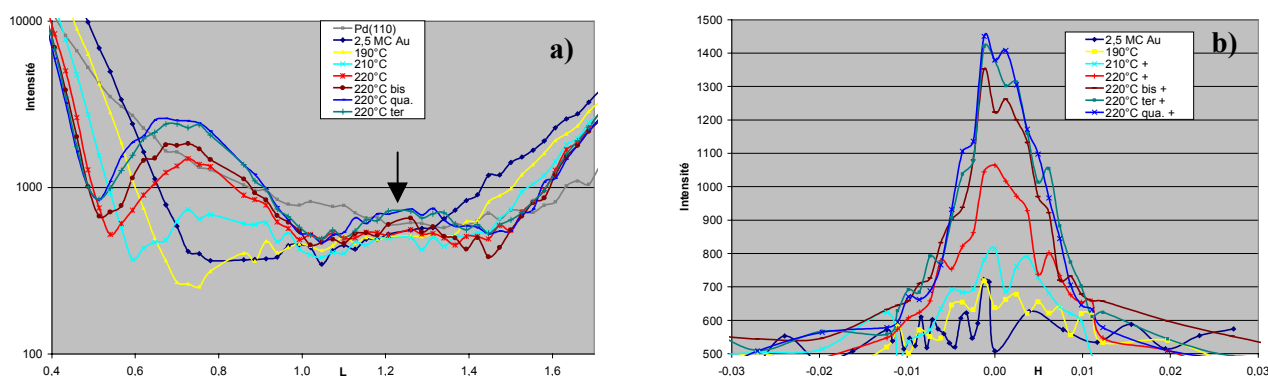 10000
1000
100
Intensité
0.4 0.6 0.8 1.0 1.2 1.4 1.6
L
Pd(110)
2,5 MC Au
190°C
210°C
220°C
220°C bis
220°C qua.
220°C ter
a)
1500
1400
1300
1200
1100
1000
900
800
700
600
500
Intensité
-0.03 -0.02 -0.01 0.00 0.01 0.02 0.03
H
2,5 MC Au
190°C
210°C +
220°C +
220°C bis +
220°C ter +
220°C qua. +
b)